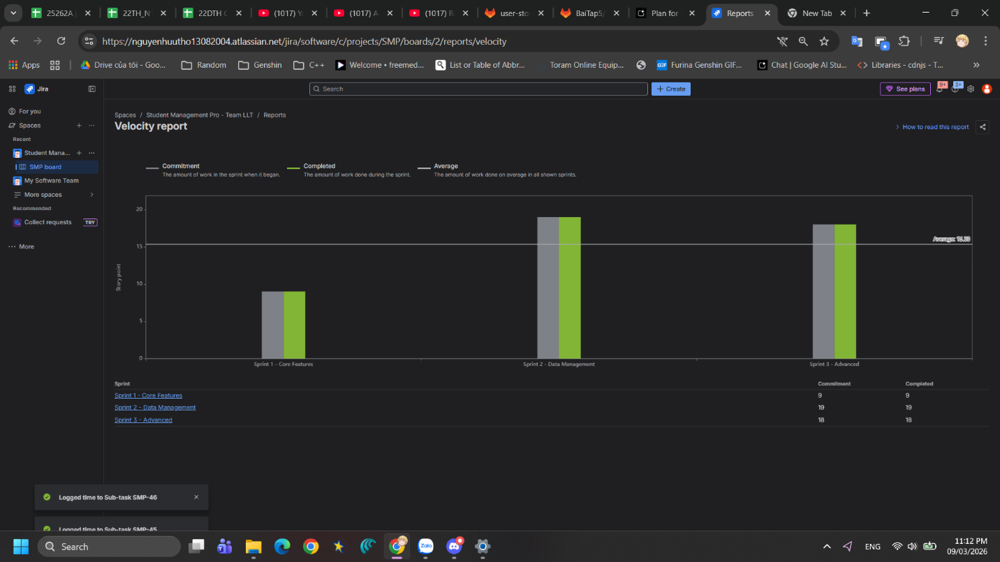 25262A
22TH_N
22DTH C
(1017) Y
(1017) A
(1017) R
user-sto
BaiTap5/
Plan for
Reports
New Tab
https://nguyenhuutho13082004.atlassian.net/jira/software/c/projects/SMP/boards/2/reports/velocity
Apps
Drive của tôi - Goo...
Random
Genshin
C++
Welcome • freemed...
List or Table of Abbr...
Toram Online Equip...
GIF
Furina Genshin GIF...
Chat | Google AI Stu...
Libraries - cdnjs - T...
Jira
Search
+ Create
See plans
9+
3+
For you
Spaces
Recent
Student Mana...
SMP board
My Software Team
More spaces
Recommended
Collect requests TRY
More
Spaces / Student Management Pro - Team LLT / Reports
Velocity report
How to read this report
Commitment
The amount of work in the sprint when it began.
Completed
The amount of work done during the sprint.
Average
The amount of work done on average in all shown sprints.
Story point
20
15
10
5
0
Average: 15.33
Sprint 1 - Core Features
Sprint 2 - Data Management
Sprint 3 - Advanced
Sprint Commitment Completed
Sprint 1 - Core Features 9 9
Sprint 2 - Data Management 19 19
Sprint 3 - Advanced 18 18
Logged time to Sub-task SMP-46
Logged time to Sub-task SMP-45
Search
Zalo
ENG
11:12 PM
09/03/2026